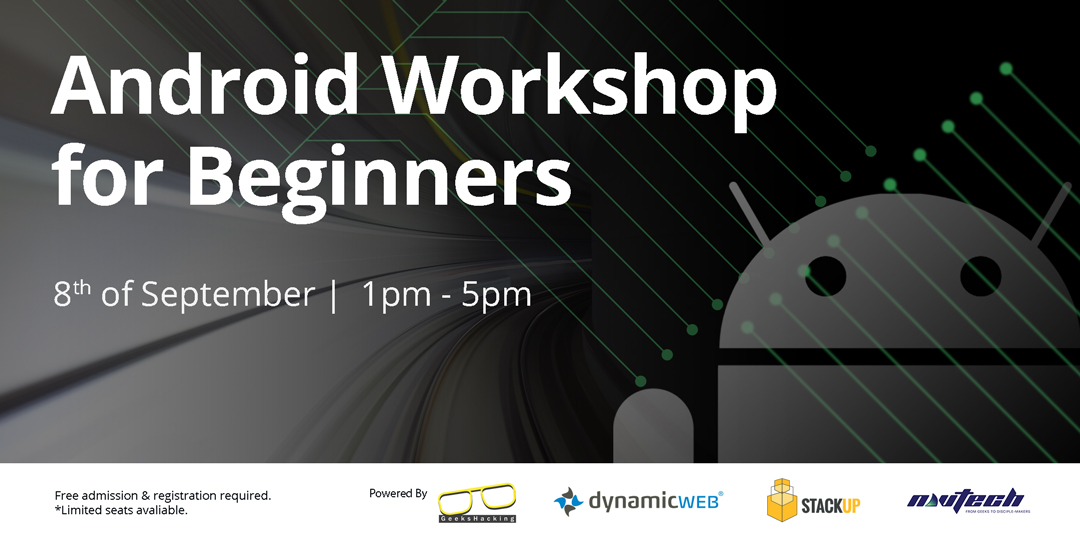 Android Workshop
for Beginners
8th of September | 1pm - 5pm
Free admission & registration required.
*Limited seats avaliable.
Powered By
GeeksHacking
dynamicWEB®
STACKUP
nvtech
FROM GEEKS TO DISCIPLE-MAKERS